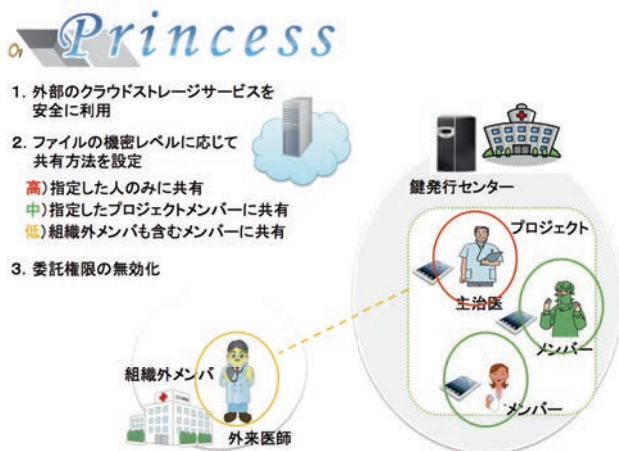 Princess
1. 外部のクラウドストレージサービスを
安全に利用
2. ファイルの機密レベルに応じて
共有方法を設定
高)指定した人のみに共有
中)指定したプロジェクトメンバーに共有
低)組織外メンバも含むメンバーに共有
3. 委託権限の無効化
鍵発行センター
プロジェクト
主治医
メンバー
メンバー
組織外メンバ
外来医師